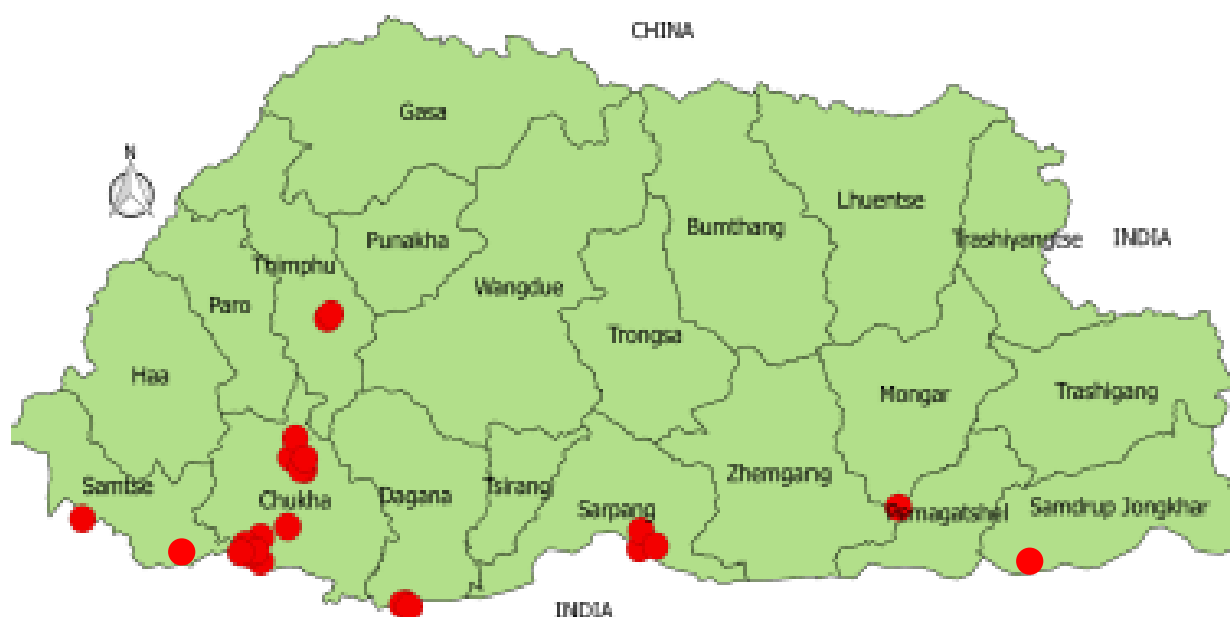 CHINA
Gasa
N
Lhuentse
Bumthang
Punakha
Trashiyangtse
INDIA
Thimphu
Wangdue
Paro
Trongsa
Haa
Mongar
Trashigang
Zhemgang
Samtse
Tsirang
Dagana
Chukha
Sarpang
Samdrup Jongkhar
Pemagatshel
INDIA